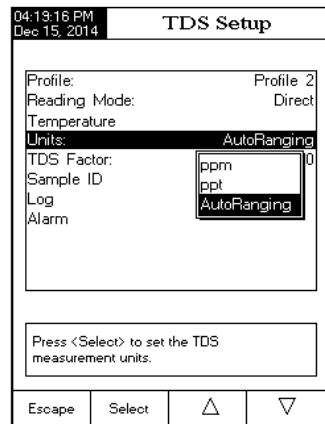 04:19:16 PM
Dec 15, 2014
TDS Setup
Profile: Profile 2
Reading Mode: Direct
Temperature
Units: AutoRanging
TDS Factor: 0
Sample ID
Log
Alarm
ppm
ppt
AutoRanging
Press <Select> to set the TDS
measurement units.
Escape Select